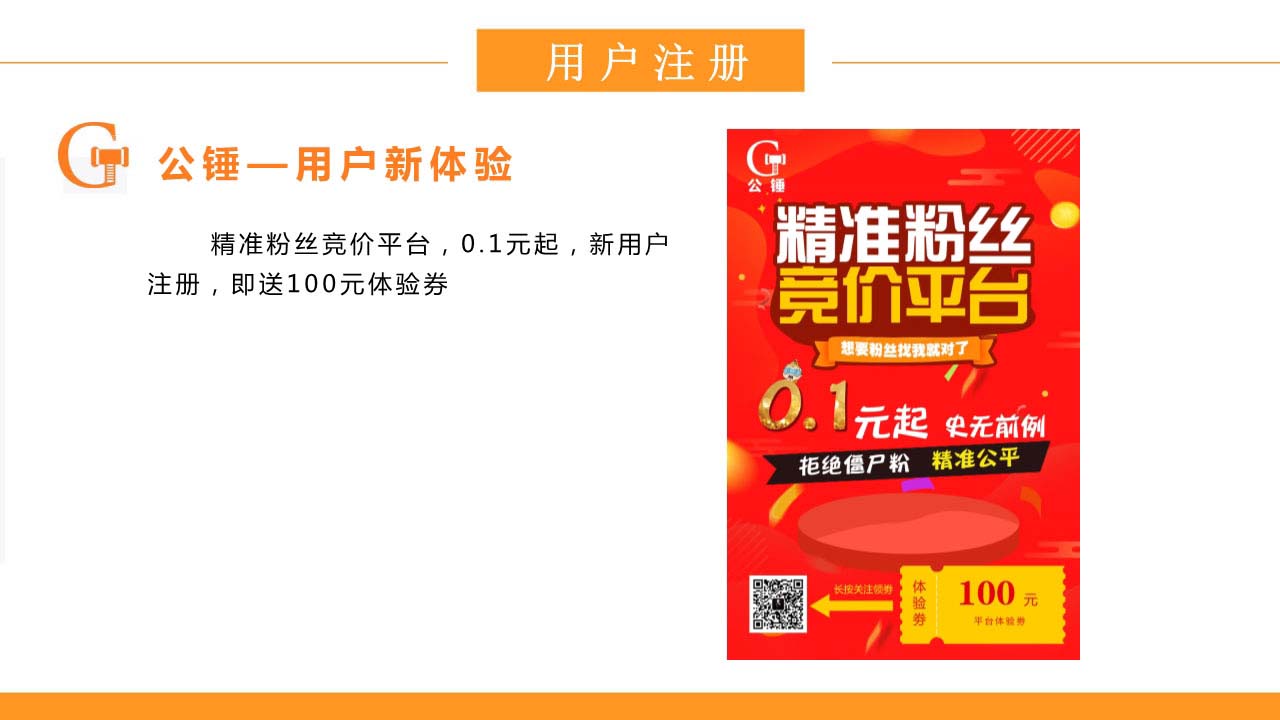 用户注册
公锤—用户新体验
精准粉丝竞价平台，0.1元起，新用户
注册，即送100元体验券
公锤
精准粉丝
竞价平台
想要粉丝找我就对了
0.1元起 史无前例
拒绝僵尸粉 精准公平
长按关注领券
体验券
100元
平台体验券